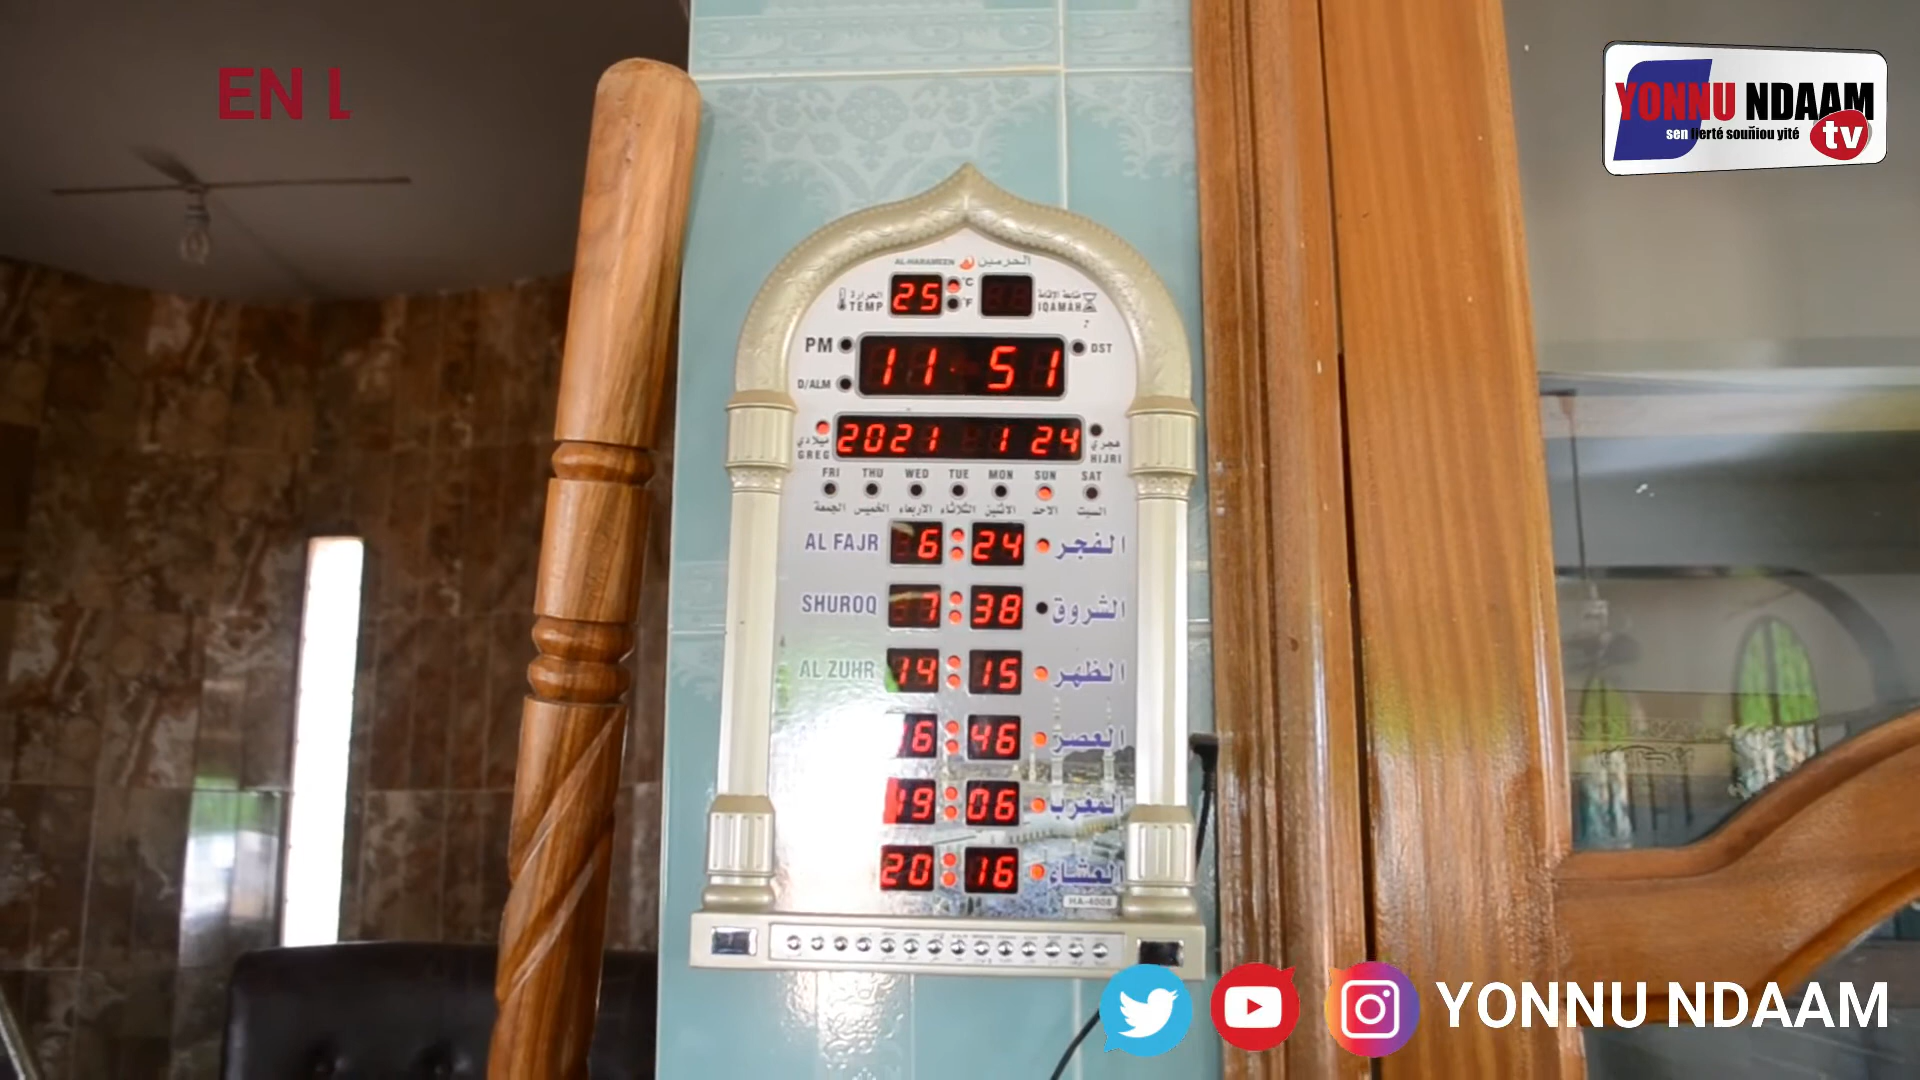 EN L
YONNU NDAAM
sen fierté souñiou yité
tv
AL-HARAMEEN الحرمين
الحرارة TEMP 25 °C °F IQAMAH
PM 11:51 DST
D/ALM
ميلادي GREG 2021 1 24 هجري HIJRI
FRI THU WED TUE MON SUN SAT
الجمعة الخميس الاربعاء الثلاثاء الاثنين الاحد السبت
AL FAJR 6:24 الفجر
SHUROQ 7:38 الشروق
AL ZUHR 14:15 الظهر
16:46 العصر
19:06 المغرب
20:16 العشاء
HA-4008
YONNU NDAAM